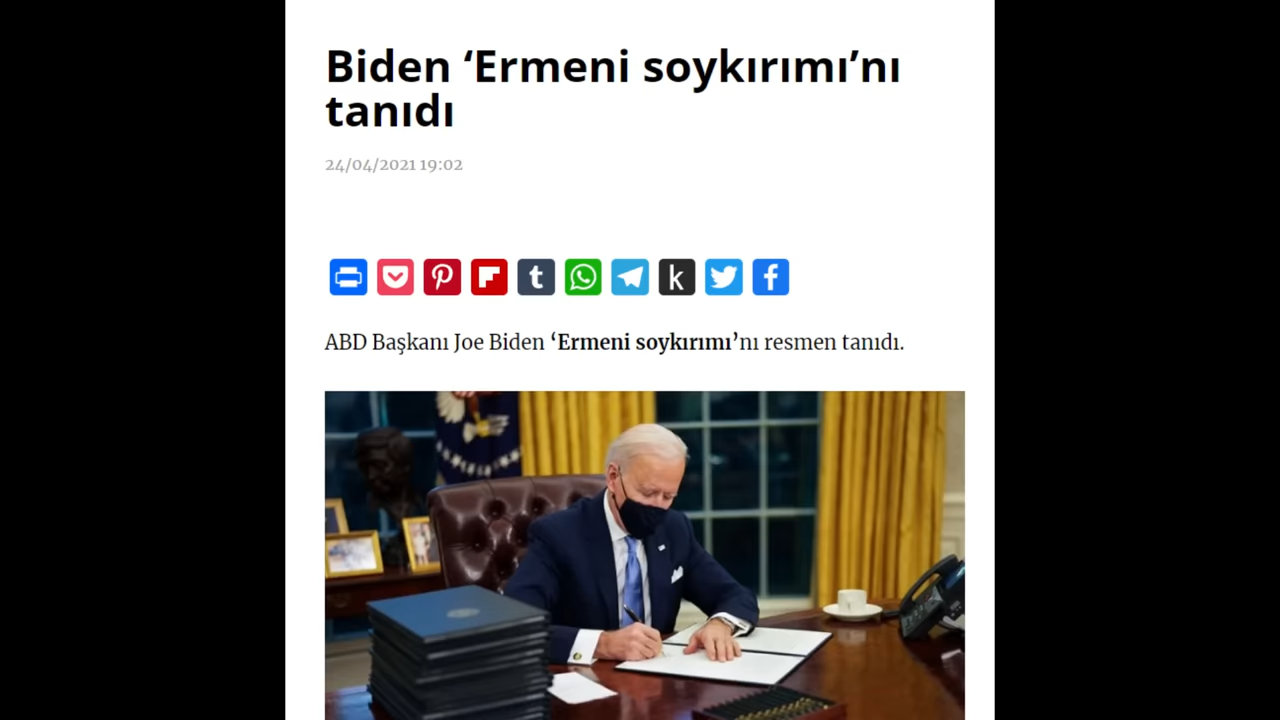 Biden ‘Ermeni soykırımı’nı
tanıdı
24/04/2021 19:02
ABD Başkanı Joe Biden ‘Ermeni soykırımı’nı resmen tanıdı.